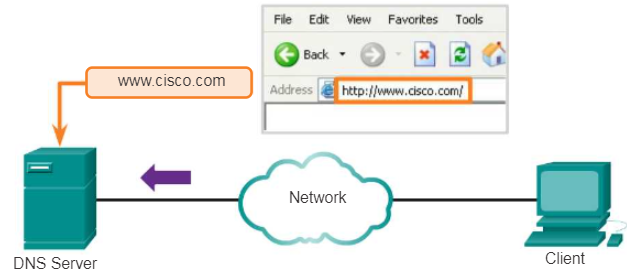 File Edit View Favorites Tools
Back
www.cisco.com
Address http://www.cisco.com/
Network
DNS Server
Client